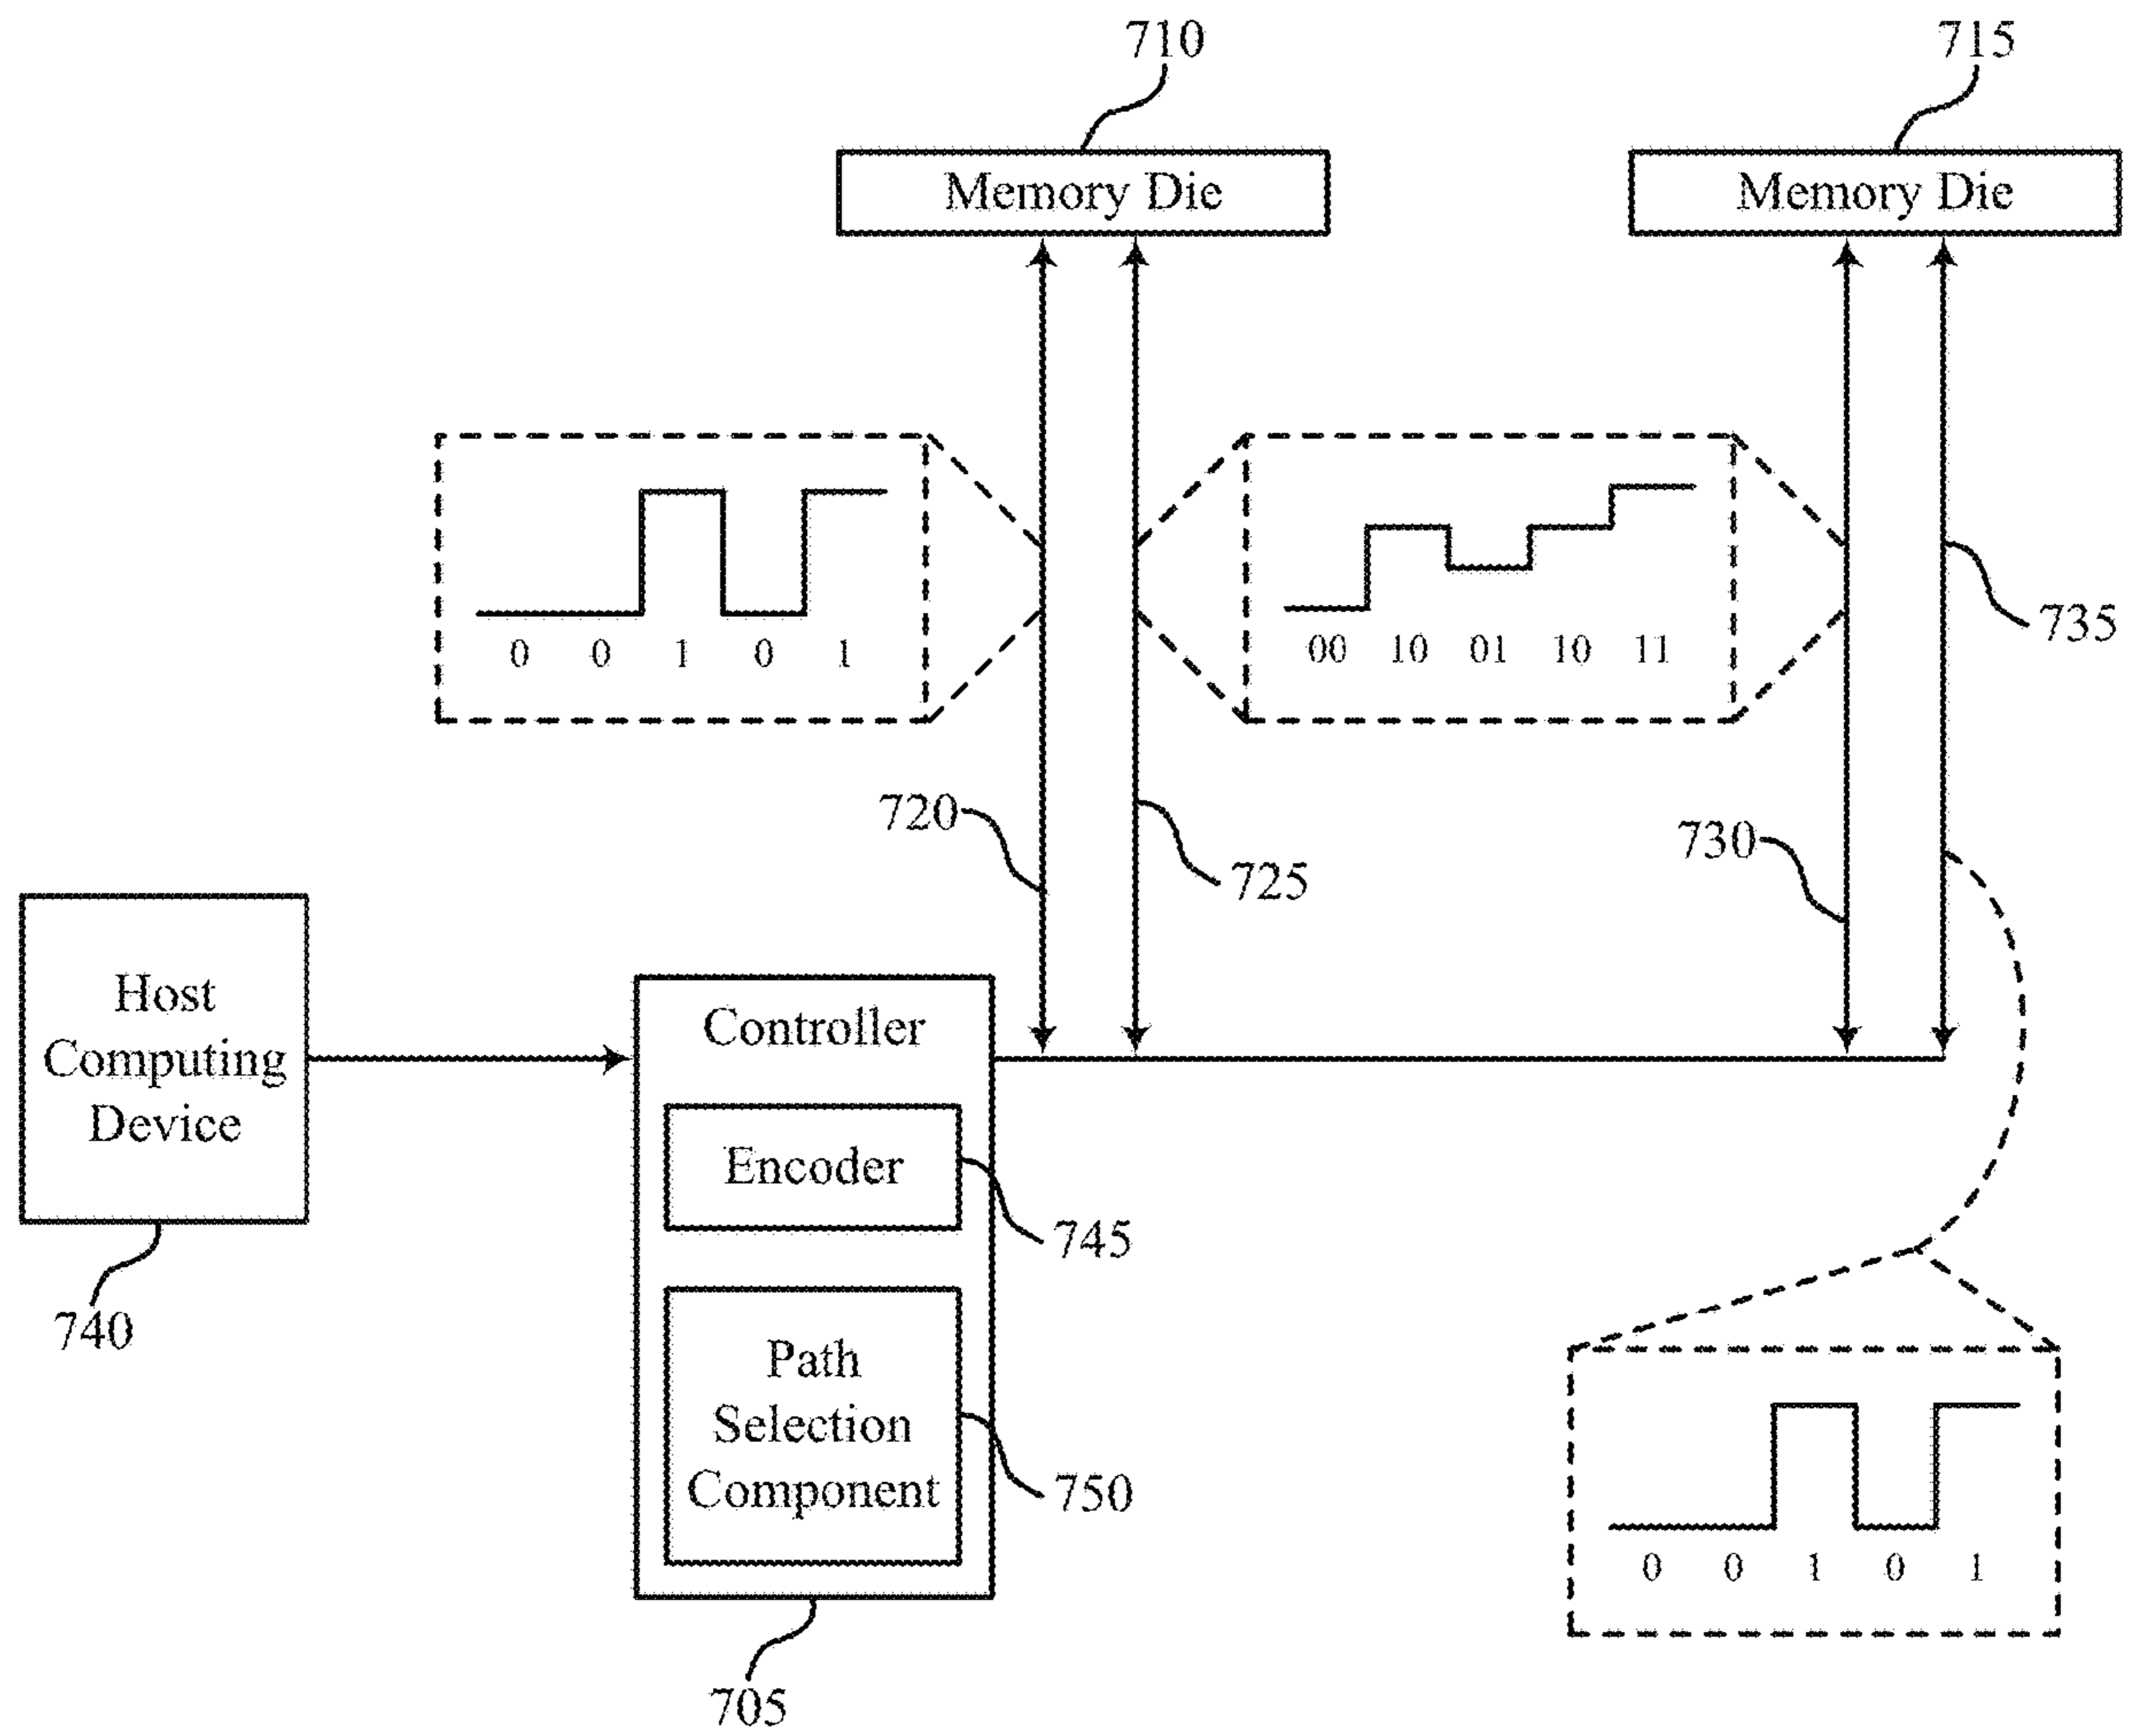 710
715
Memory Die
Memory Die
0 0 1 0 1
00 10 01 10 11
735
720
725
730
Host
Computing
Device
740
Controller
Encoder
745
Path
Selection
Component
750
705
0 0 1 0 1